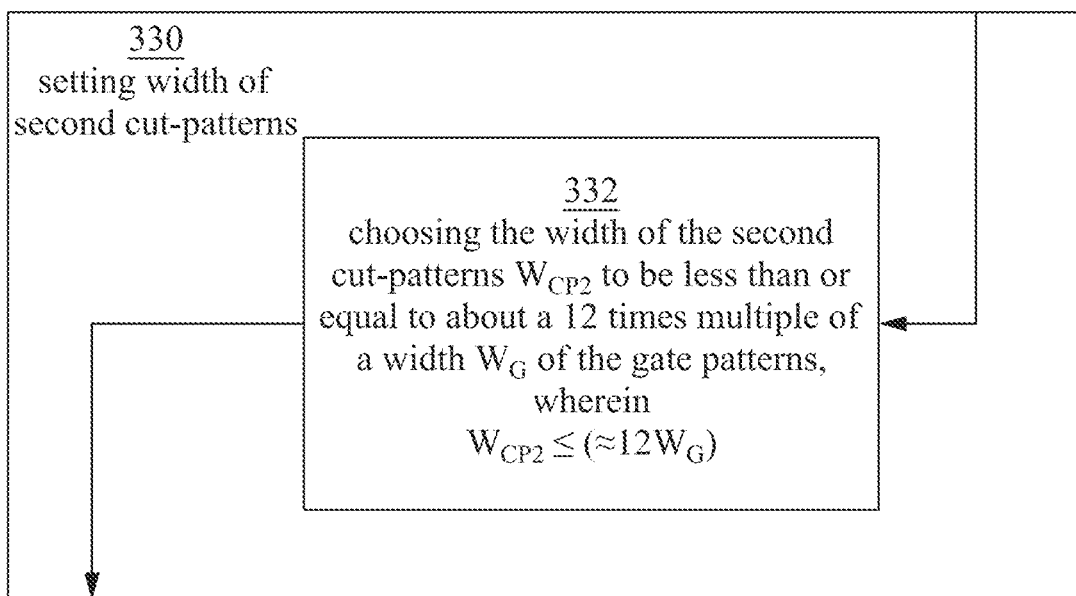 330
setting width of
second cut-patterns
332
choosing the width of the second
cut-patterns W_CP2 to be less than or
equal to about a 12 times multiple of
a width W_G of the gate patterns,
wherein
W_CP2 ≤ (≈12W_G)